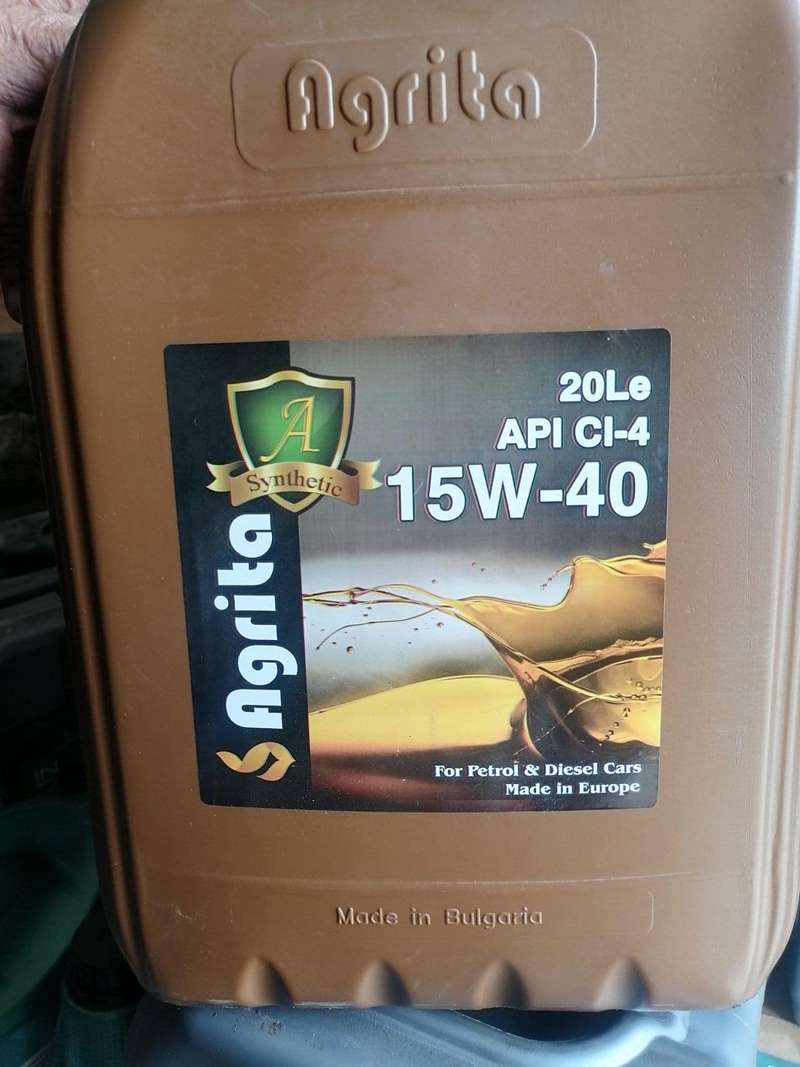 Agrita
20Le
API CI-4
15W-40
A
Synthetic
Agrita
For Petrol & Diesel Cars
Made in Europe
Made in Bulgaria